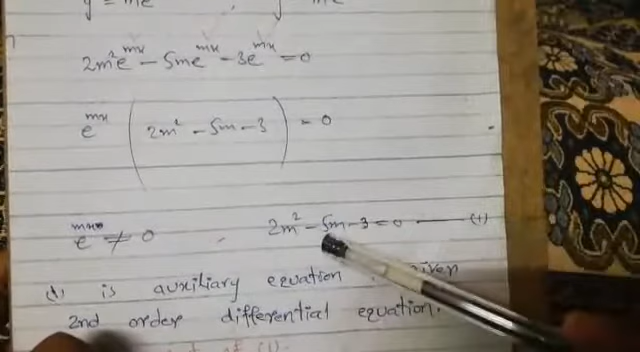 2m²e^mx - 5me^mx - 3e^mx = 0
e^mx (2m² - 5m - 3) = 0
e^mx ≠ 0 , 2m² - 5m - 3 = 0 —— (1)
(1) is auxiliary equation given
2nd order differential equation.